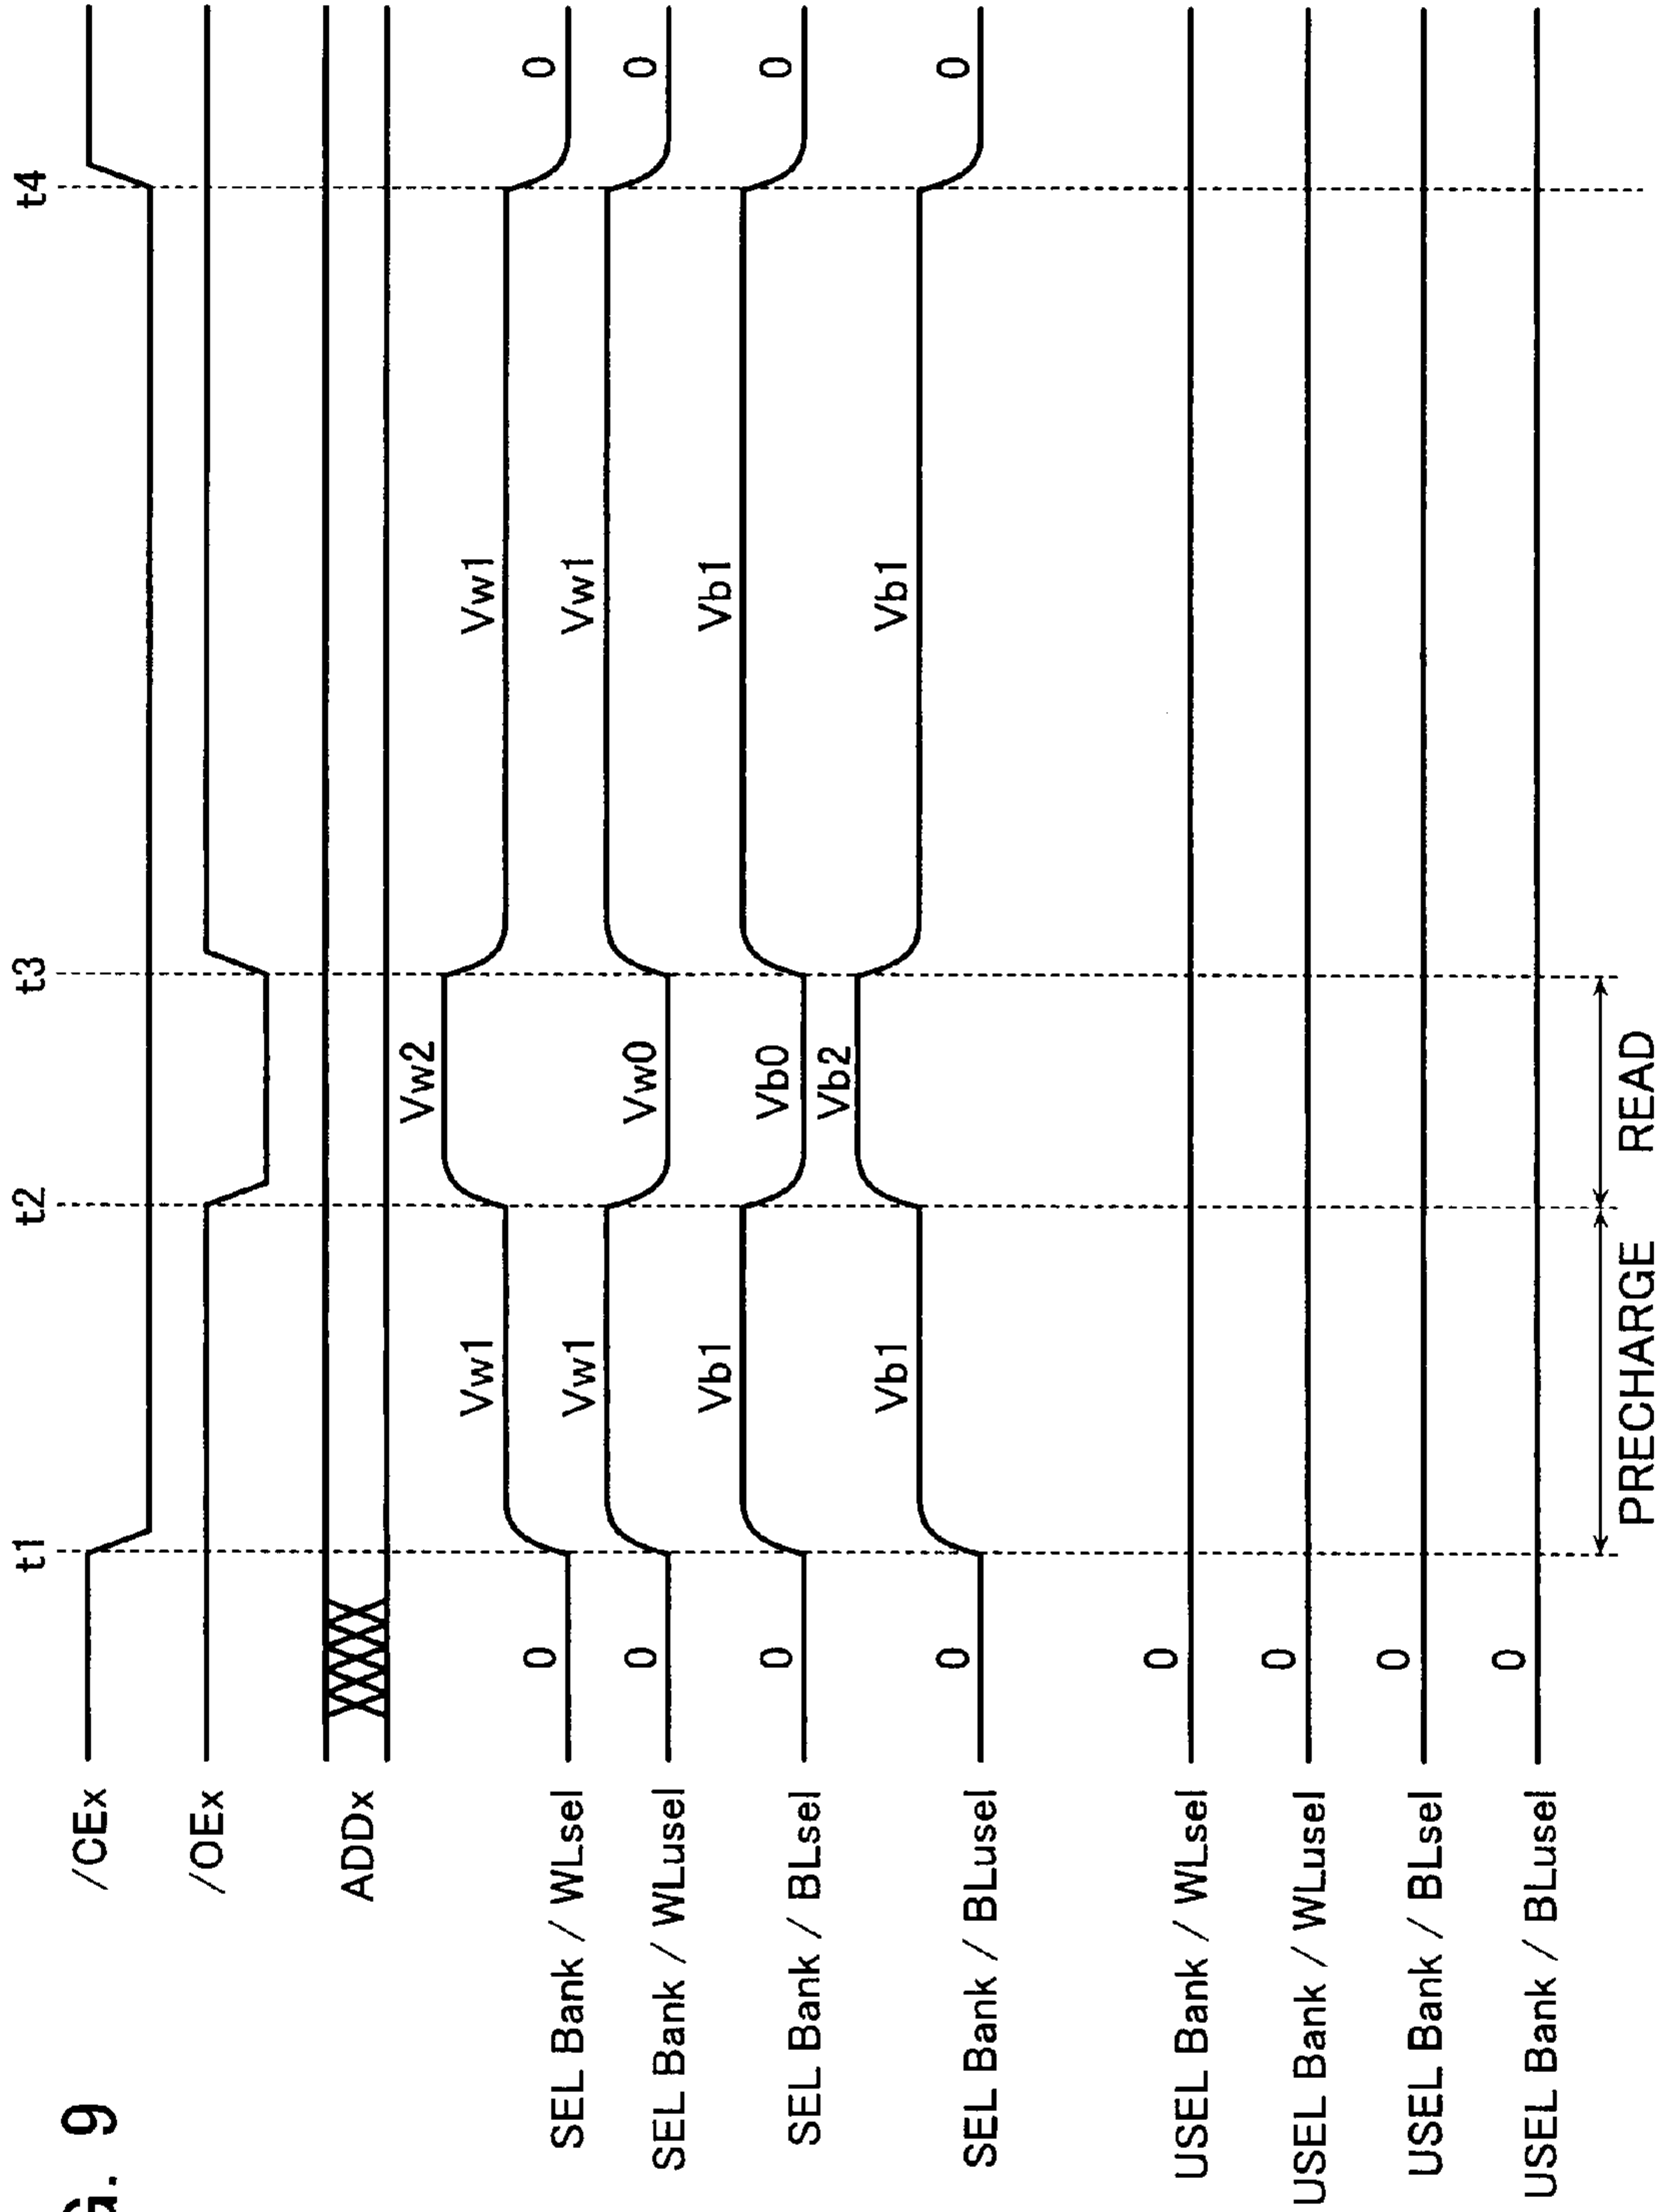 G. 9
t1 t2 t3 t4
/CEx
/OEx
ADDx
Vw2
SEL Bank / WLsel 0 Vw1 Vw1 0
SEL Bank / WLusel 0 Vw1 Vw0 Vw1 0
SEL Bank / BLsel 0 Vb1 Vb0 Vb1 0
Vb2
SEL Bank / BLusel 0 Vb1 Vb1 0
USEL Bank / WLsel 0
USEL Bank / WLusel 0
USEL Bank / BLsel 0
USEL Bank / BLusel 0
PRECHARGE READ